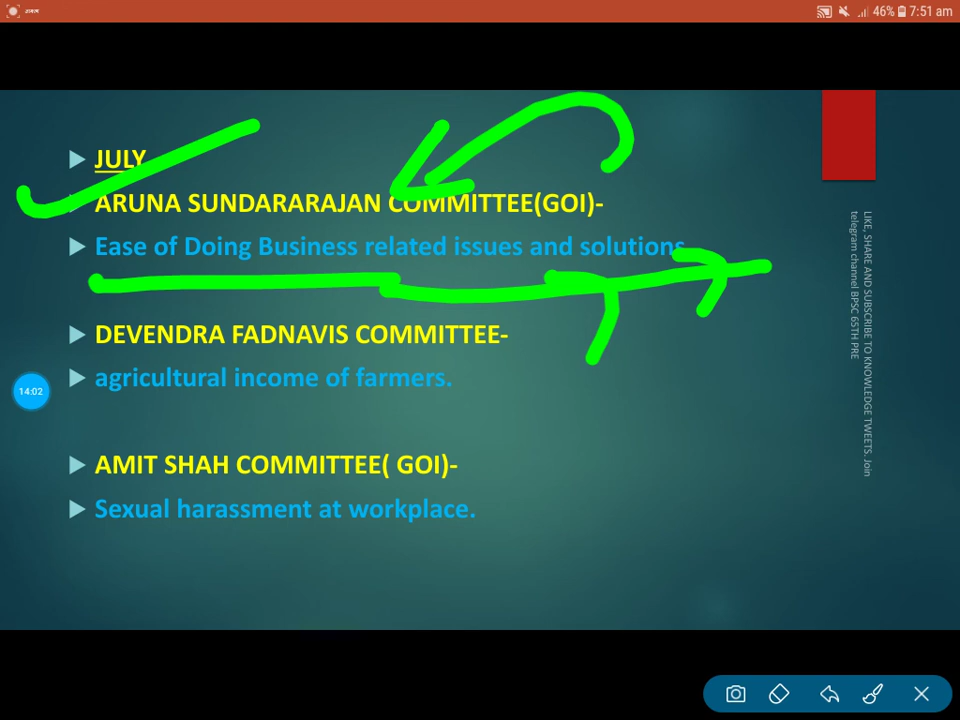 46% 7:51 am
JULY
ARUNA SUNDARARAJAN COMMITTEE(GOI)-
Ease of Doing Business related issues and solutions
DEVENDRA FADNAVIS COMMITTEE-
agricultural income of farmers.
AMIT SHAH COMMITTEE( GOI)-
Sexual harassment at workplace.
14:02
LIKE, SHARE AND SUBSCRIBE TO KNOWLEDGE TWEETS. Join
telegram channel BPSC 65TH PRE